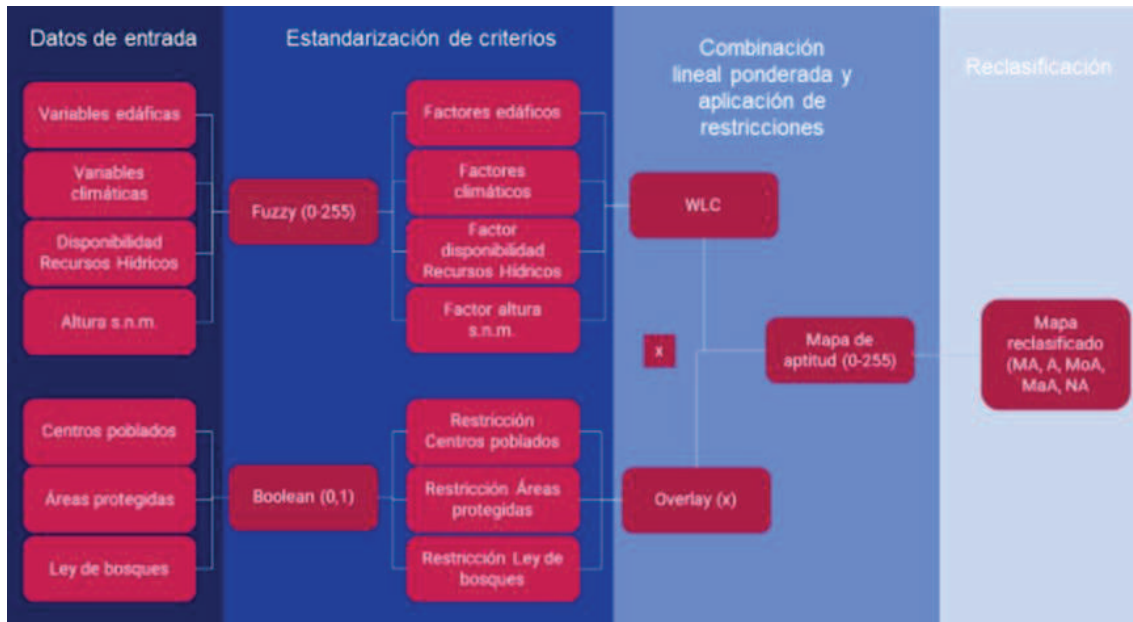 Datos de entrada
Estandarización de criterios
Combinación
lineal ponderada y
aplicación de
restricciones
Reclasificación
Variables edáficas
Variables
climáticas
Disponibilidad
Recursos Hídricos
Altura s.n.m.
Fuzzy (0-255)
Factores edáficos
Factores
climáticos
Factor
disponibilidad
Recursos Hídricos
Factor altura
s.n.m.
WLC
x
Mapa de
aptitud (0-255)
Mapa
reclasificado
(MA, A, MoA,
MaA, NA
Centros poblados
Áreas protegidas
Ley de bosques
Boolean (0,1)
Restricción
Centros poblados
Restricción Áreas
protegidas
Restricción Ley de
bosques
Overlay (x)